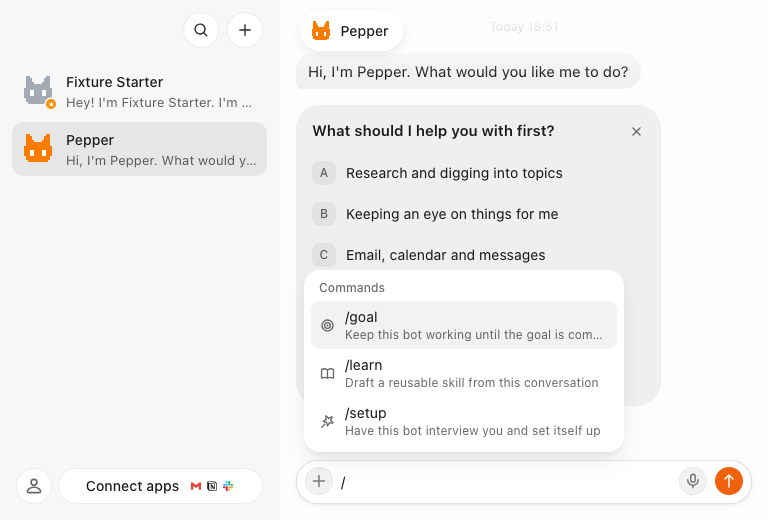 Fixture Starter
Hey! I'm Fixture Starter. I'm ...
Pepper
Hi, I'm Pepper. What would y...
Connect apps
Pepper
Today 18:51
Hi, I'm Pepper. What would you like me to do?
What should I help you with first?
A Research and digging into topics
B Keeping an eye on things for me
C Email, calendar and messages
Commands
/goal
Keep this bot working until the goal is com...
/learn
Draft a reusable skill from this conversation
/setup
Have this bot interview you and set itself up
/